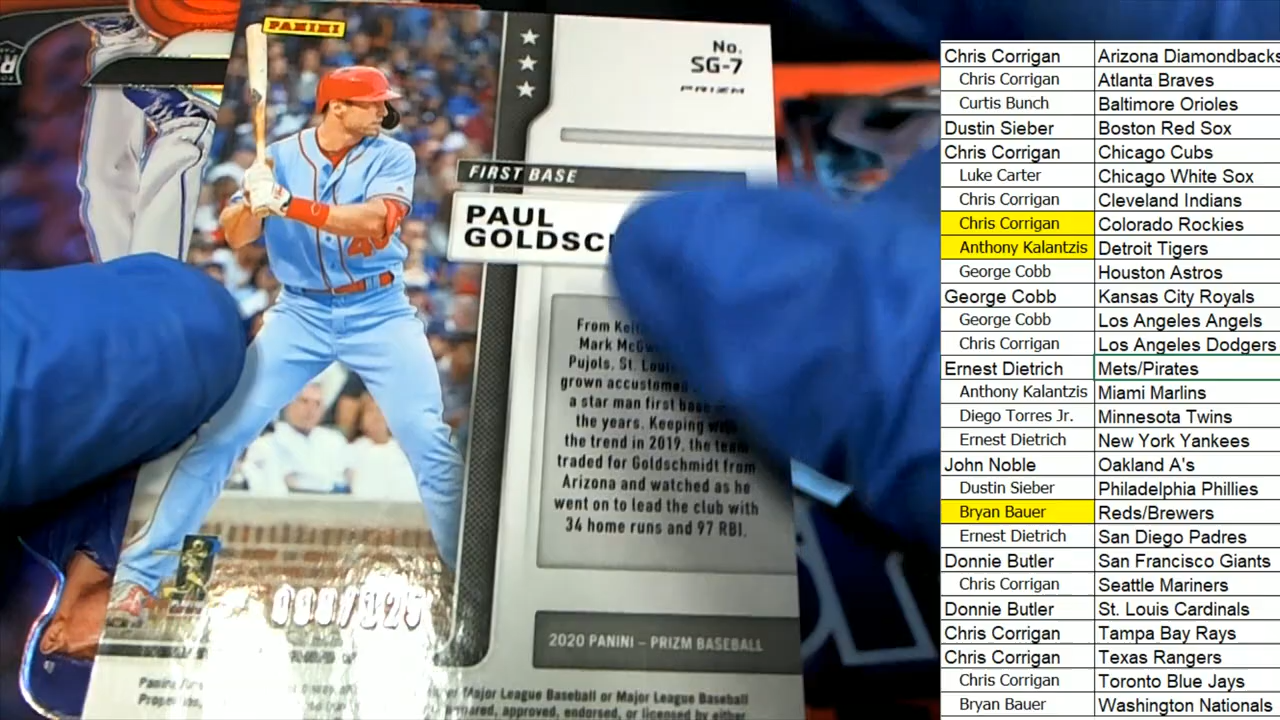 PANINI
No.
SG-7
PRIZM
FIRST BASE
PAUL
GOLDSC
From
Mark
Pujols, St.
grown accustomed
a star man first
the years. Keeping
the trend in 2019, the team
traded for Goldschmidt from
Arizona and watched as he
went on to lead the club with
34 home runs and 97 RBI.
2020 PANINI – PRIZM BASEBALL
Major League Baseball or Major League Baseball
approved, endorsed, or licensed by either
Chris Corrigan Arizona Diamondbacks
Chris Corrigan Atlanta Braves
Curtis Bunch Baltimore Orioles
Dustin Sieber Boston Red Sox
Chris Corrigan Chicago Cubs
Luke Carter Chicago White Sox
Chris Corrigan Cleveland Indians
Chris Corrigan Colorado Rockies
Anthony Kalantzis Detroit Tigers
George Cobb Houston Astros
George Cobb Kansas City Royals
George Cobb Los Angeles Angels
Chris Corrigan Los Angeles Dodgers
Ernest Dietrich Mets/Pirates
Anthony Kalantzis Miami Marlins
Diego Torres Jr. Minnesota Twins
Ernest Dietrich New York Yankees
John Noble Oakland A's
Dustin Sieber Philadelphia Phillies
Bryan Bauer Reds/Brewers
Ernest Dietrich San Diego Padres
Donnie Butler San Francisco Giants
Chris Corrigan Seattle Mariners
Donnie Butler St. Louis Cardinals
Chris Corrigan Tampa Bay Rays
Chris Corrigan Texas Rangers
Chris Corrigan Toronto Blue Jays
Bryan Bauer Washington Nationals